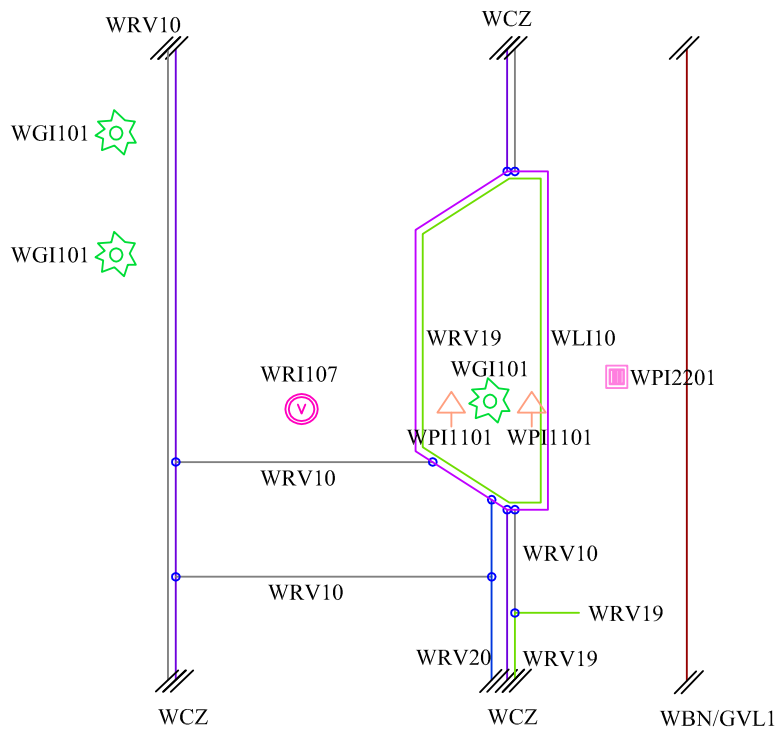 WRV10
WCZ
WGI101
WGI101
WRV19
WLI10
WRI107
WGI101
WPI2201
V
WPI1101
WPI1101
WRV10
WRV10
WRV10
WRV19
WRV20
WRV19
WCZ
WCZ
WBN/GVL1